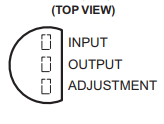 (TOP VIEW)
INPUT
OUTPUT
ADJUSTMENT